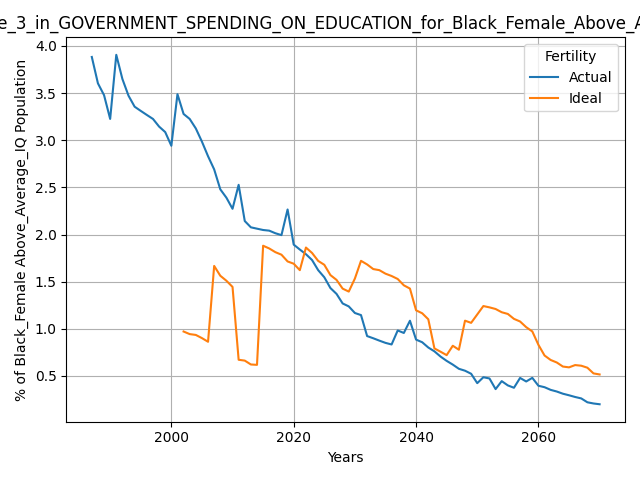 e_3_in_GOVERNMENT_SPENDING_ON_EDUCATION_for_Black_Female_Above_A
Fertility
Actual
Ideal
% of Black_Female Above_Average_IQ Population
4.0
3.5
3.0
2.5
2.0
1.5
1.0
0.5
2000
2020
2040
2060
Years